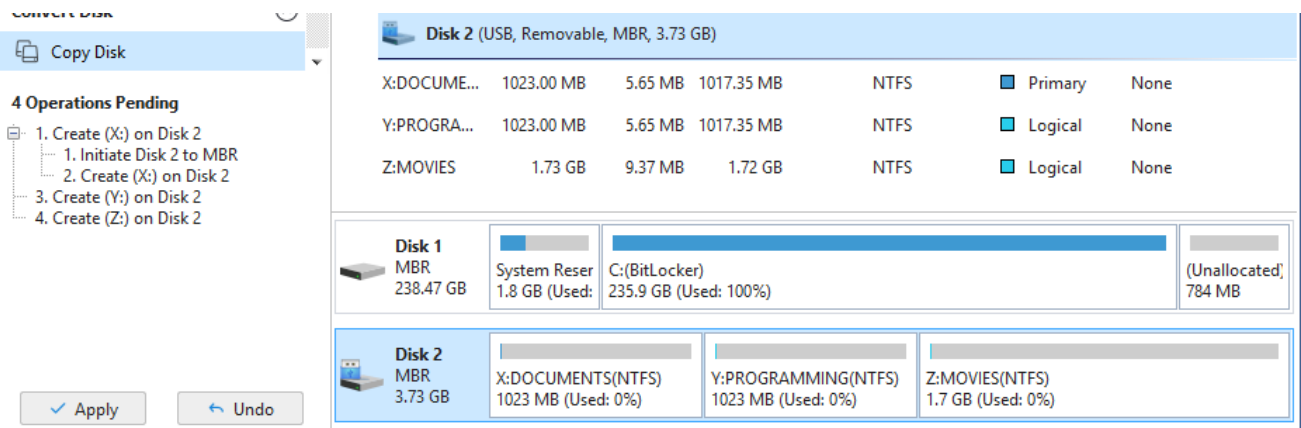 Convert Disk
Copy Disk
4 Operations Pending
1. Create (X:) on Disk 2
1. Initiate Disk 2 to MBR
2. Create (X:) on Disk 2
3. Create (Y:) on Disk 2
4. Create (Z:) on Disk 2
Apply Undo
Disk 2 (USB, Removable, MBR, 3.73 GB)
X:DOCUME... 1023.00 MB 5.65 MB 1017.35 MB NTFS Primary None
Y:PROGRA... 1023.00 MB 5.65 MB 1017.35 MB NTFS Logical None
Z:MOVIES 1.73 GB 9.37 MB 1.72 GB NTFS Logical None
Disk 1
MBR
238.47 GB
System Reser
1.8 GB (Used:
C:(BitLocker)
235.9 GB (Used: 100%)
(Unallocated)
784 MB
Disk 2
MBR
3.73 GB
X:DOCUMENTS(NTFS)
1023 MB (Used: 0%)
Y:PROGRAMMING(NTFS)
1023 MB (Used: 0%)
Z:MOVIES(NTFS)
1.7 GB (Used: 0%)